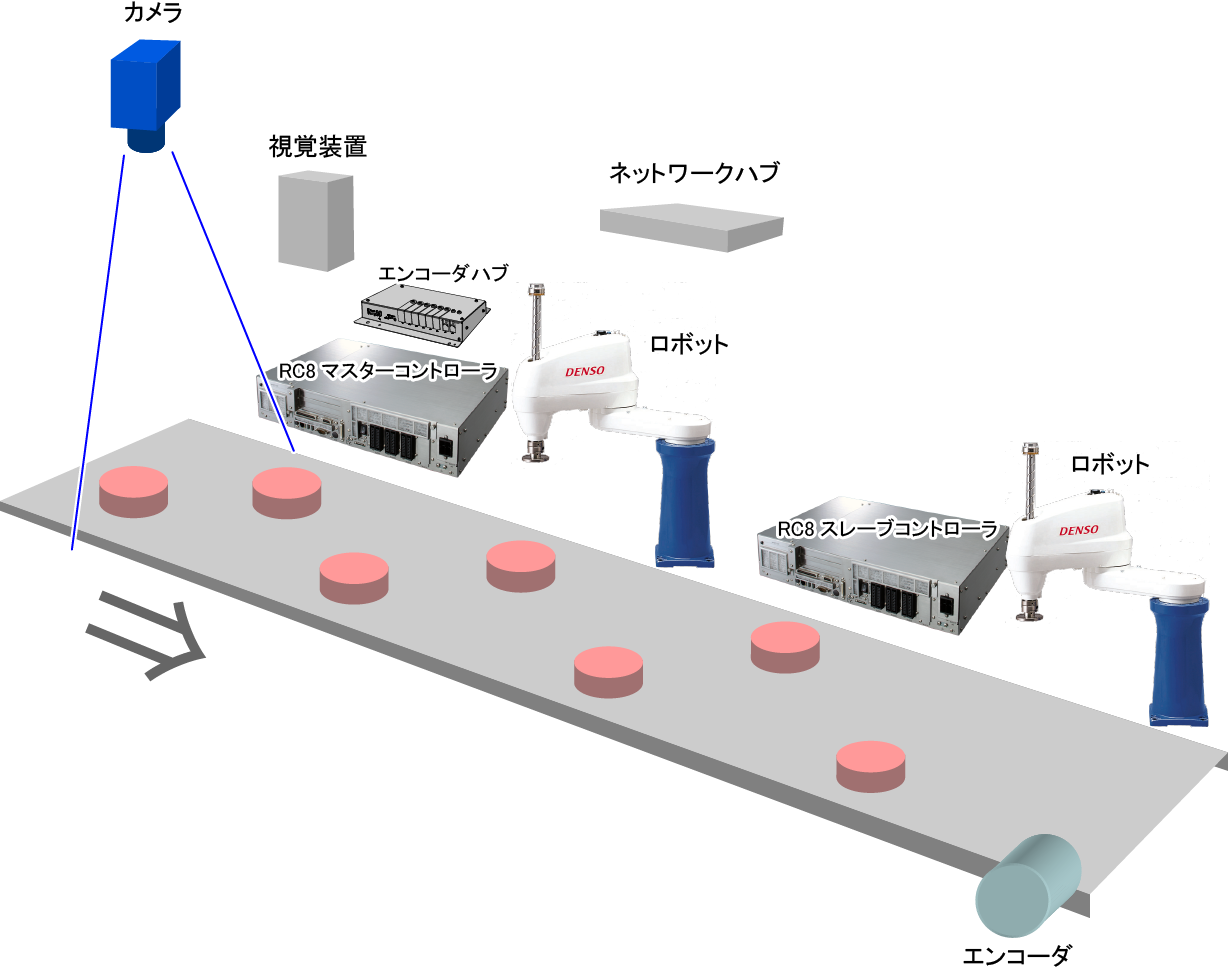 カメラ
視覚装置
ネットワークハブ
エンコーダハブ
ロボット
RC8 マスターコントローラ
DENSO
ロボット
RC8 スレーブコントローラ
DENSO
エンコーダ